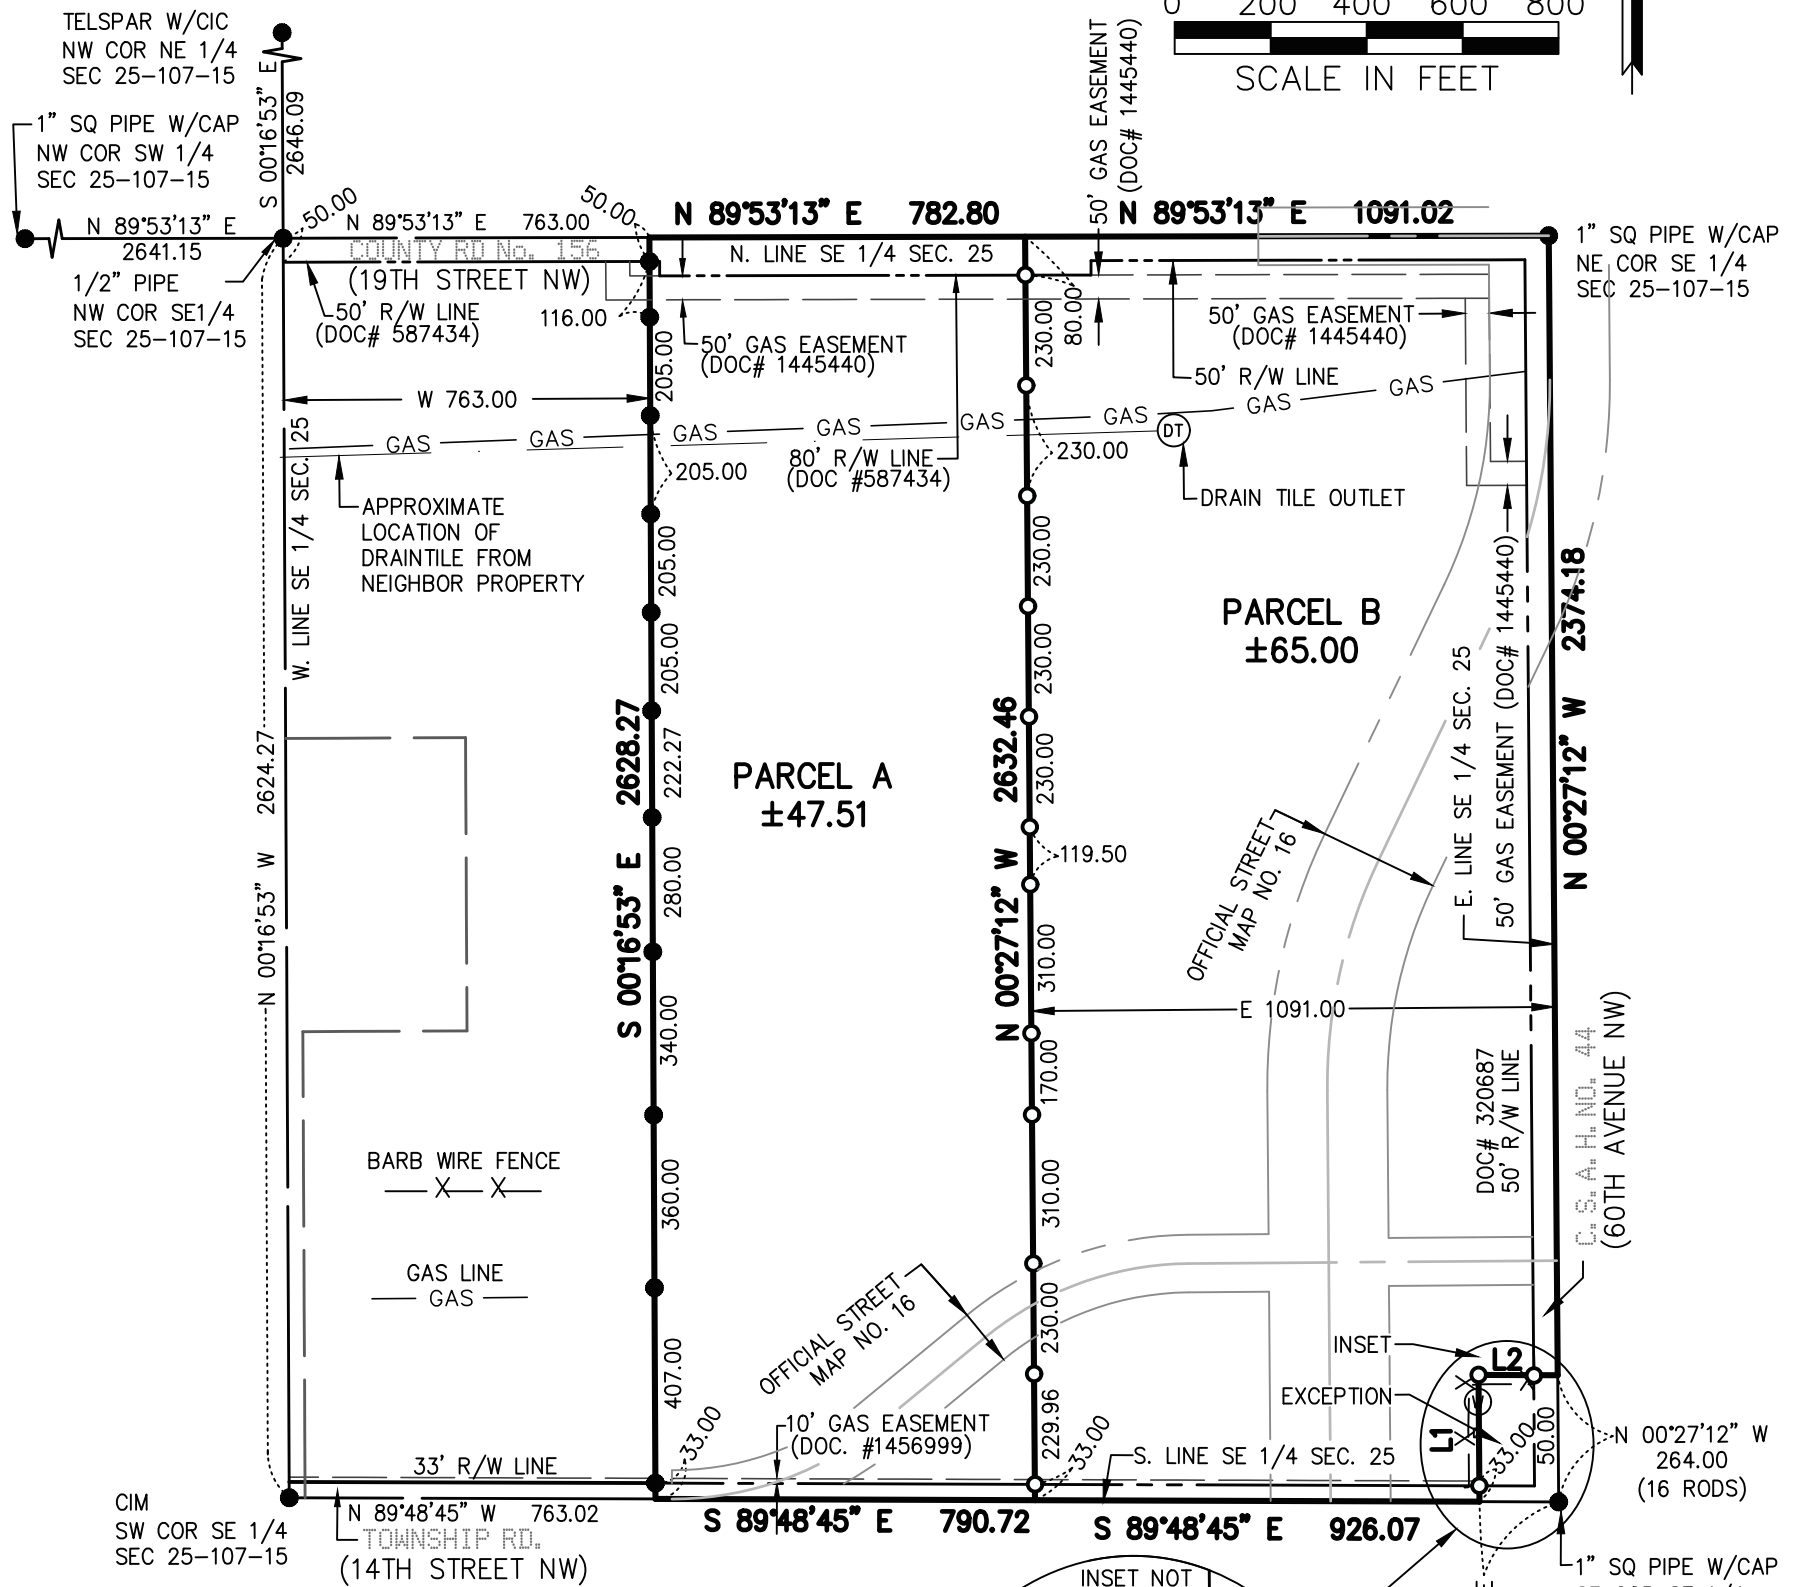 TELSPAR W/CIC
NW COR NE 1/4
SEC 25-107-15
S 00°16'53" E
2646.09
1" SQ PIPE W/CAP
NW COR SW 1/4
SEC 25-107-15
N 89°53'13" E
2641.15
1/2" PIPE
NW COR SE1/4
SEC 25-107-15
50.00
N 89°53'13" E 763.00
COUNTY RD No. 156
(19TH STREET NW)
50' R/W LINE
(DOC# 587434)
50.00
116.00
N 89°53'13" E 782.80
N. LINE SE 1/4 SEC. 25
50' GAS EASEMENT
(DOC# 1445440)
0 200 400 600 800
SCALE IN FEET
N 89°53'13" E 1091.02
1" SQ PIPE W/CAP
NE COR SE 1/4
SEC 25-107-15
50' GAS EASEMENT
(DOC# 1445440)
80.00
230.00
50' GAS EASEMENT
(DOC# 1445440)
50' R/W LINE
205.00
W 763.00
GAS GAS GAS GAS GAS GAS GAS GAS
80' R/W LINE
(DOC #587434)
205.00
230.00
DT
DRAIN TILE OUTLET
APPROXIMATE
LOCATION OF
DRAINTILE FROM
NEIGHBOR PROPERTY
W. LINE SE 1/4 SEC. 25
N 00°16'53" W 2624.27
205.00
205.00
222.27
280.00
340.00
360.00
407.00
S 00°16'53" E 2628.27
PARCEL A
±47.51
N 00°27'12" W 2632.46
230.00
230.00
230.00
119.50
310.00
170.00
310.00
230.00
229.96
PARCEL B
±65.00
E. LINE SE 1/4 SEC. 25
50' GAS EASEMENT (DOC# 1445440)
N 00°27'12" W 2374.18
OFFICIAL STREET
MAP NO. 16
E 1091.00
DOC# 320687
50' R/W LINE
C.S.A.H. NO. 44
(60TH AVENUE NW)
BARB WIRE FENCE
X X
GAS LINE
GAS
OFFICIAL STREET
MAP NO. 16
INSET
L2
EXCEPTION
W
L1
33.00
50.00
N 00°27'12" W
264.00
(16 RODS)
10' GAS EASEMENT
(DOC. #1456999)
33.00
33.00
S. LINE SE 1/4 SEC. 25
33' R/W LINE
CIM
SW COR SE 1/4
SEC 25-107-15
N 89°48'45" W 763.02
TOWNSHIP RD.
(14TH STREET NW)
S 89°48'45" E 790.72
S 89°48'45" E 926.07
INSET NOT
1" SQ PIPE W/CAP